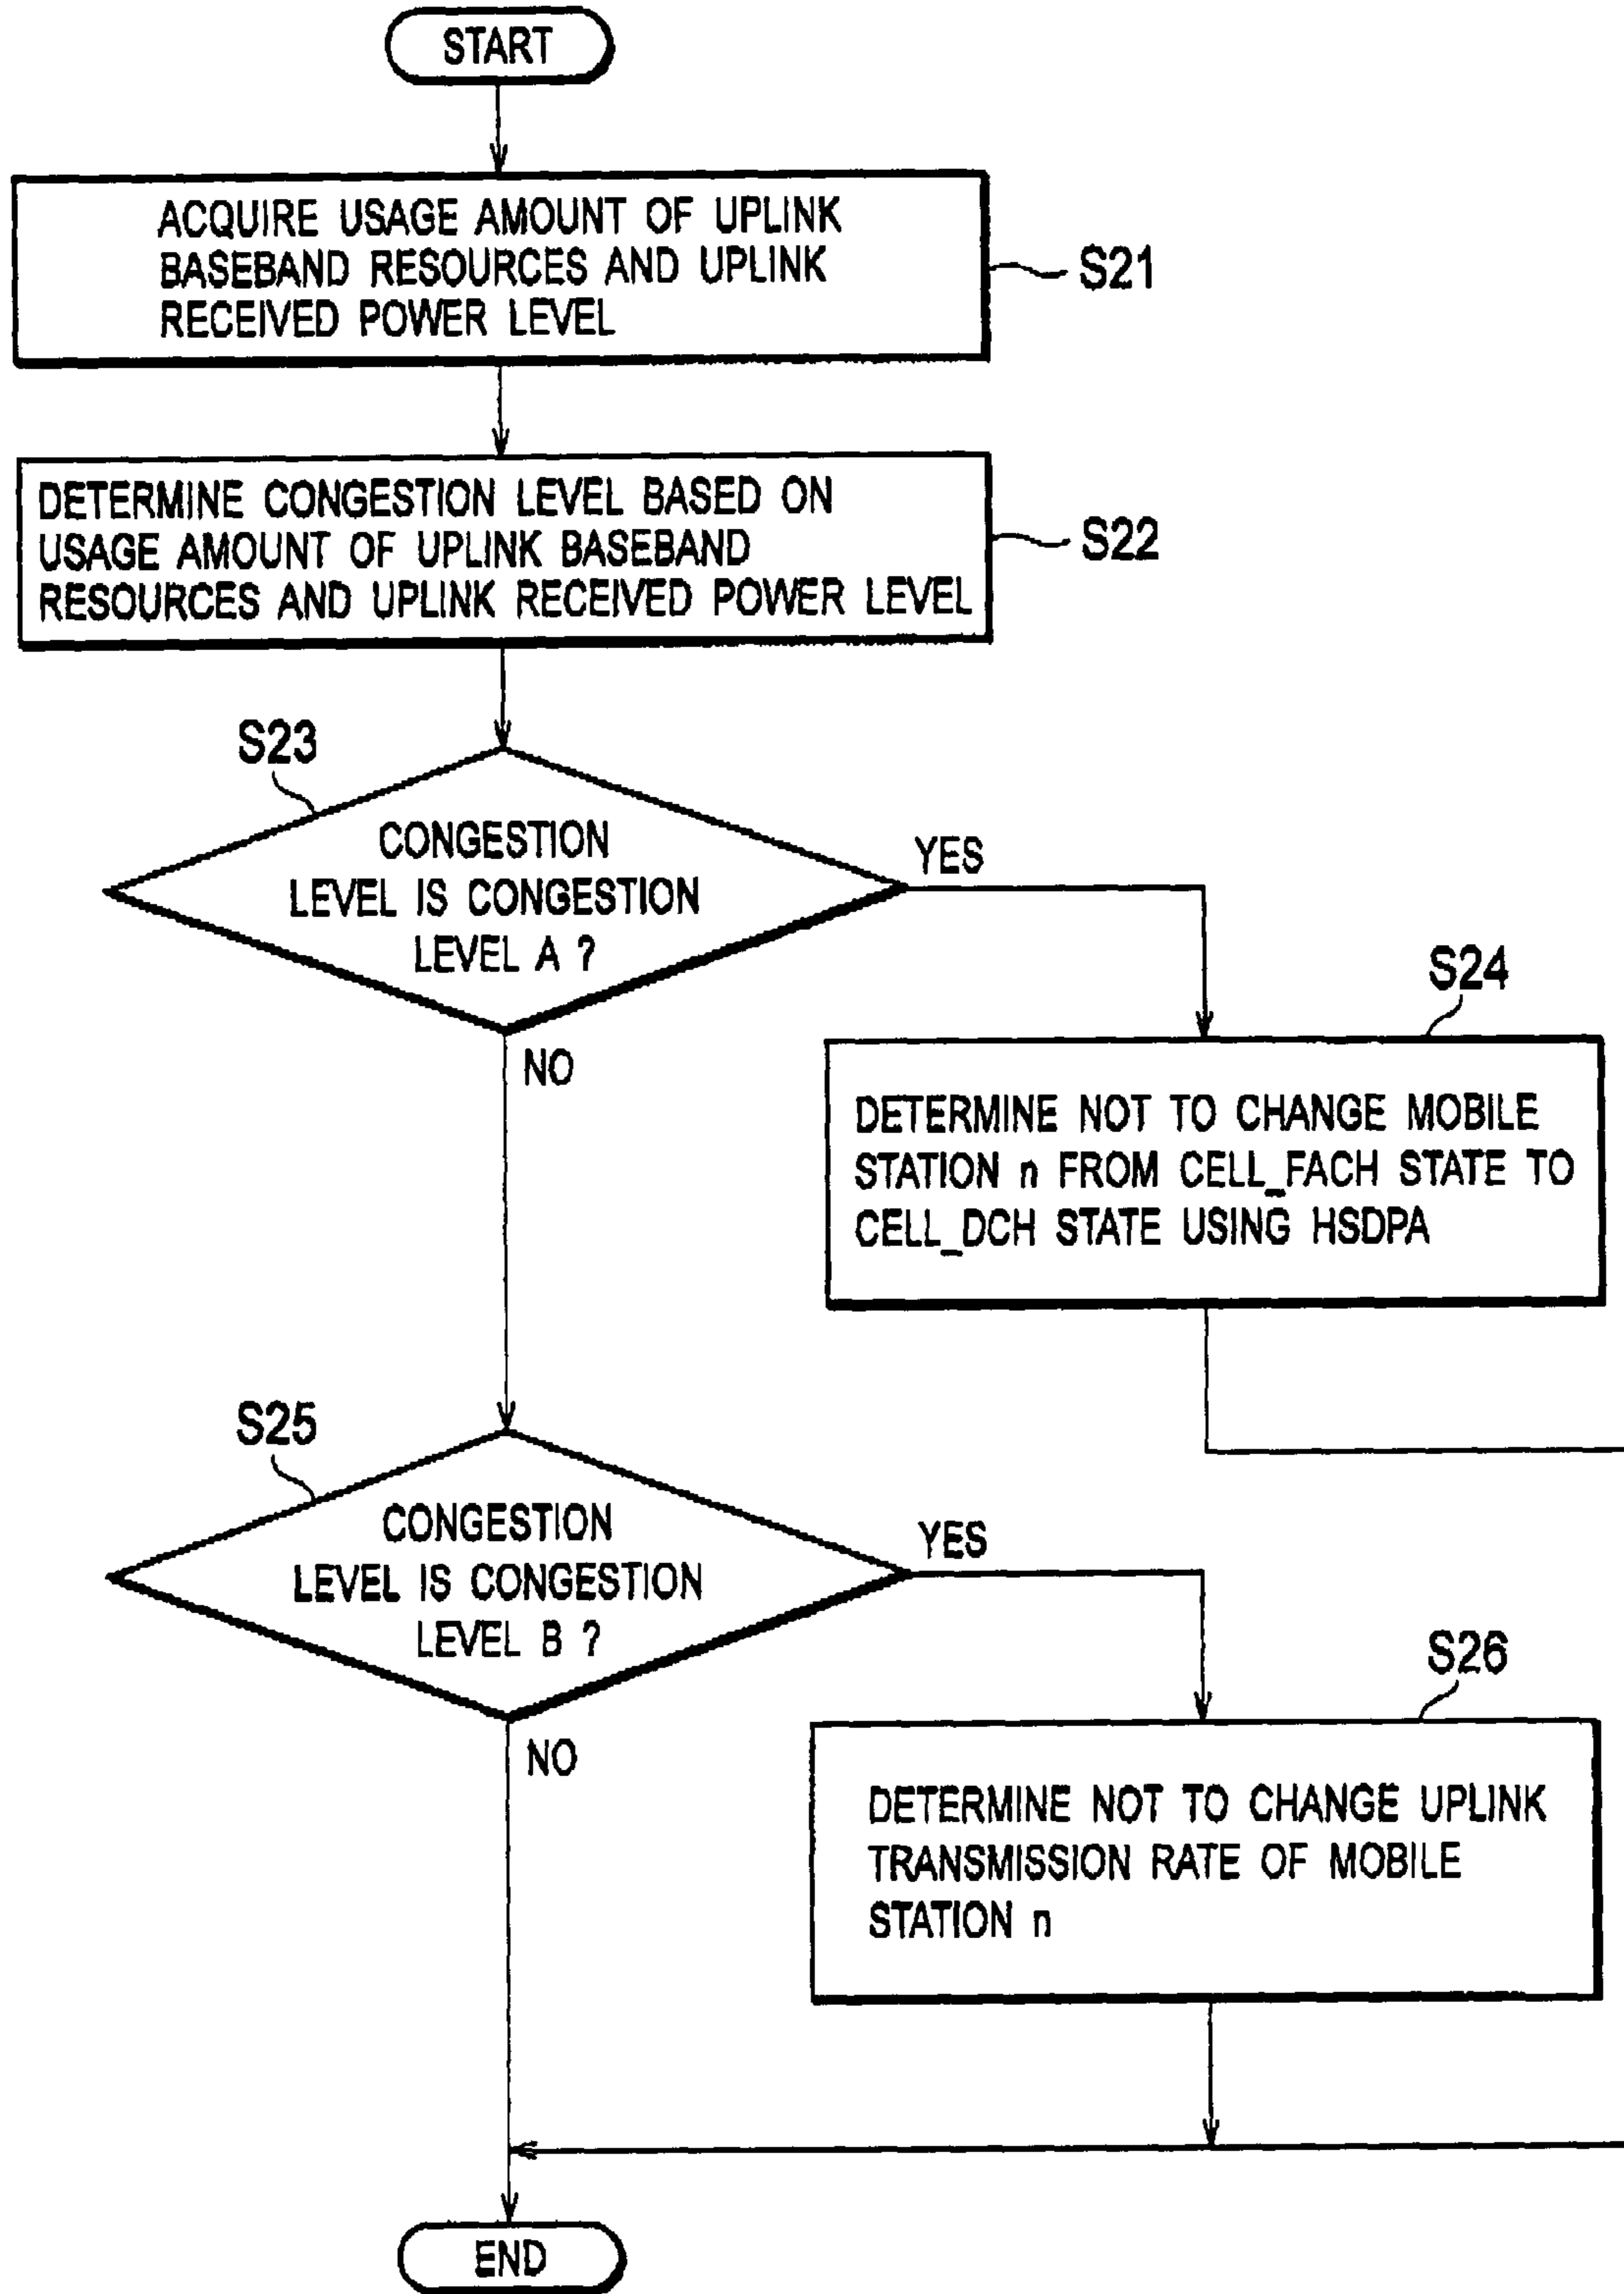 START
ACQUIRE USAGE AMOUNT OF UPLINK
BASEBAND RESOURCES AND UPLINK
RECEIVED POWER LEVEL
S21
DETERMINE CONGESTION LEVEL BASED ON
USAGE AMOUNT OF UPLINK BASEBAND
RESOURCES AND UPLINK RECEIVED POWER LEVEL
S22
S23
CONGESTION
LEVEL IS CONGESTION
LEVEL A ?
YES
NO
S24
DETERMINE NOT TO CHANGE MOBILE
STATION n FROM CELL_FACH STATE TO
CELL_DCH STATE USING HSDPA
S25
CONGESTION
LEVEL IS CONGESTION
LEVEL B ?
YES
NO
S26
DETERMINE NOT TO CHANGE UPLINK
TRANSMISSION RATE OF MOBILE
STATION n
END